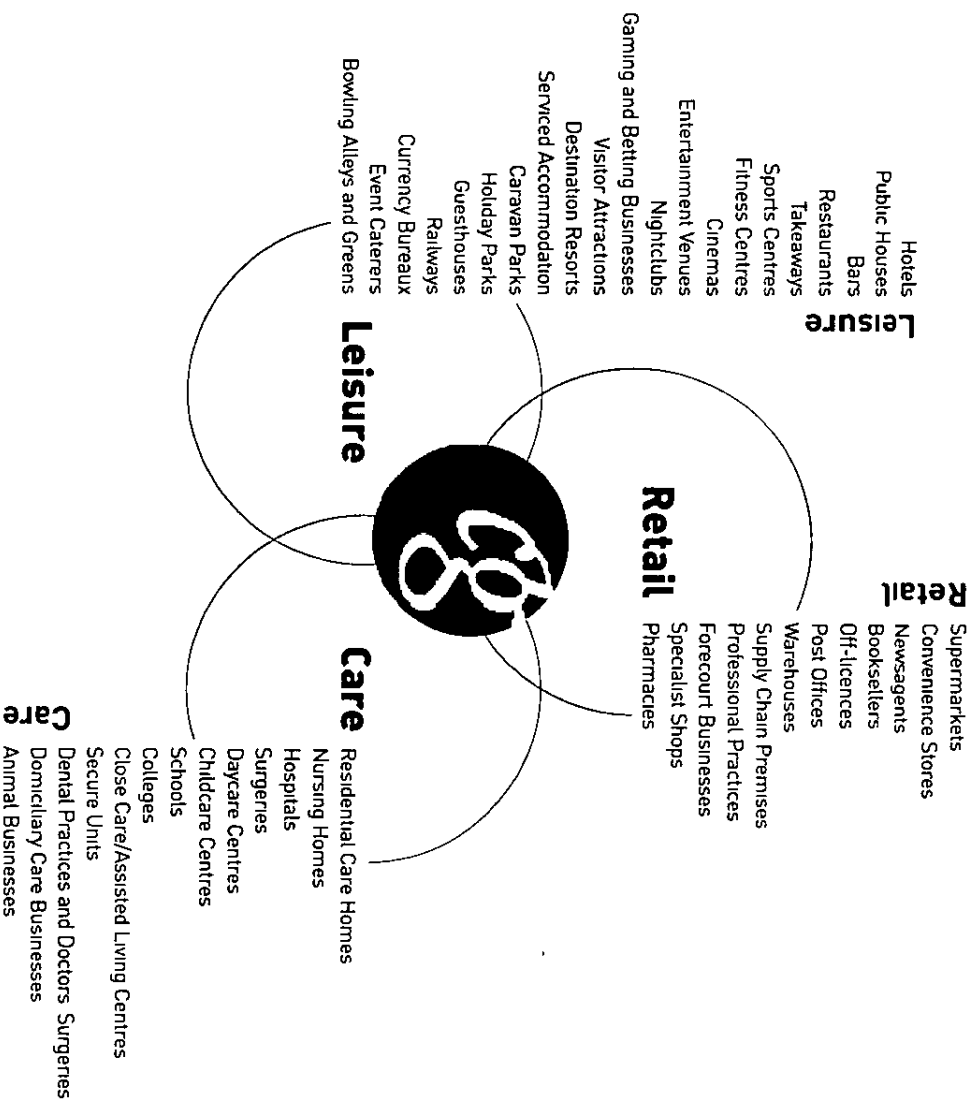 Leisure
Hotels
Public Houses
Bars
Restaurants
Takeaways
Sports Centres
Fitness Centres
Cinemas
Entertainment Venues
Nightclubs
Gaming and Betting Businesses
Visitor Attractions
Destination Resorts
Serviced Accommodation
Caravan Parks
Holiday Parks
Guesthouses
Railways
Currency Bureaux
Event Caterers
Bowling Alleys and Greens
Leisure
Retail
Supermarkets
Convenience Stores
Newsagents
Booksellers
Off-licences
Post Offices
Warehouses
Supply Chain Premises
Professional Practices
Forecourt Businesses
Specialist Shops
Pharmacies
Retail
Care
Residential Care Homes
Nursing Homes
Hospitals
Surgeries
Daycare Centres
Childcare Centres
Schools
Colleges
Close Care/Assisted Living Centres
Secure Units
Dental Practices and Doctors Surgeries
Domiciliary Care Businesses
Animal Businesses
Care